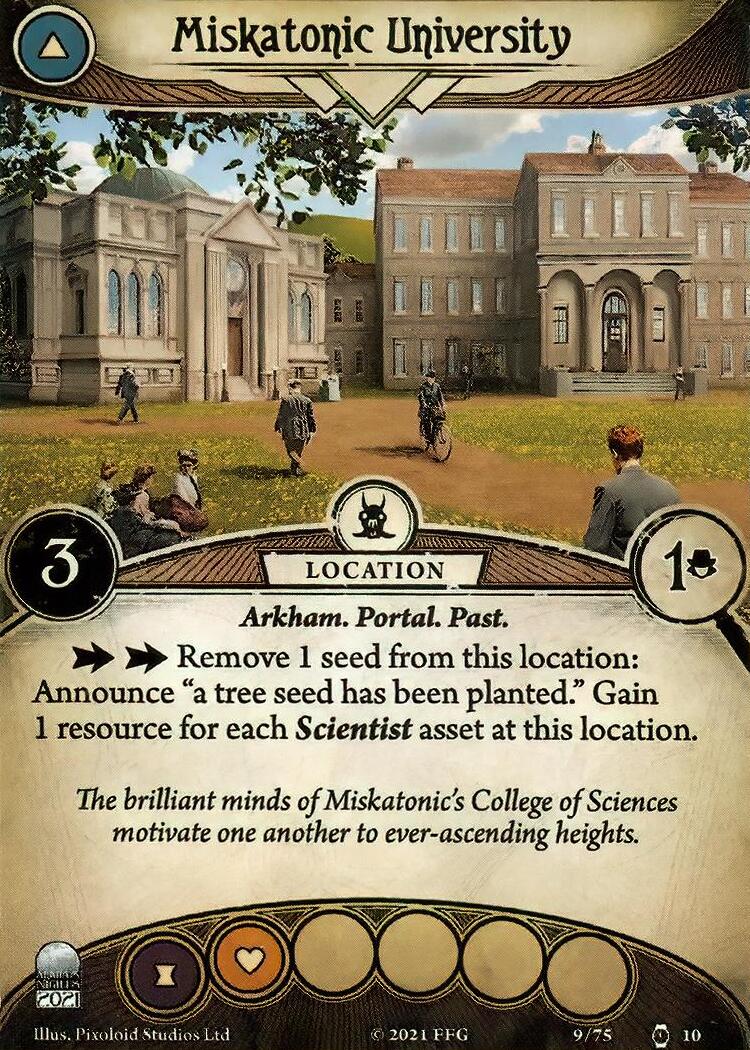 Miskatonic University
3
LOCATION
1
Arkham. Portal. Past.
Remove 1 seed from this location:
Announce “a tree seed has been planted.” Gain
1 resource for each Scientist asset at this location.
The brilliant minds of Miskatonic's College of Sciences
motivate one another to ever-ascending heights.
ARKHAM
NIGHTS
2021
Illus. Pixoloid Studios Ltd
© 2021 FFG
9/75
10